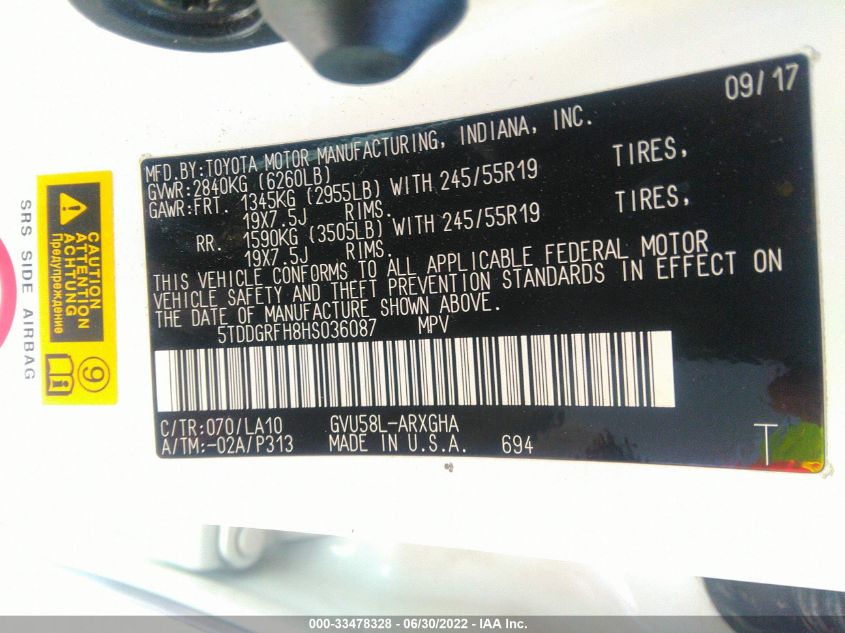 09/17
MFD.BY:TOYOTA MOTOR MANUFACTURING, INDIANA, INC.
GVWR:2840KG (6260LB)
GAWR:FRT. 1345KG (2955LB) WITH 245/55R19 TIRES,
19X7.5J RIMS.
RR. 1590KG (3505LB) WITH 245/55R19 TIRES,
19X7.5J RIMS.
THIS VEHICLE CONFORMS TO ALL APPLICABLE FEDERAL MOTOR
VEHICLE SAFETY AND THEFT PREVENTION STANDARDS IN EFFECT ON
THE DATE OF MANUFACTURE SHOWN ABOVE.
5TDDGRFH8HS036087 MPV
C/TR:070/LA10 GVU58L-ARXGHA
A/TM:-02A/P313 MADE IN U.S.A. 694
T
CAUTION
ATTENTION
ACHTUNG
Предупреждение
9
SRS SIDE AIRBAG
000-33478328 - 06/30/2022 - IAA Inc.